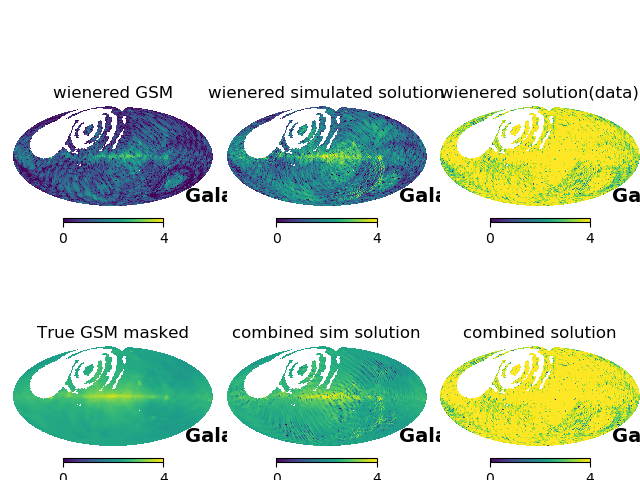 wienered GSM
wienered simulated solution
wienered solution(data)
Gala
Gala
Ga
0 4
0 4
0 4
True GSM masked
combined sim solution
combined solution
Gala
Gala
Ga
0 4
0 4
0 4